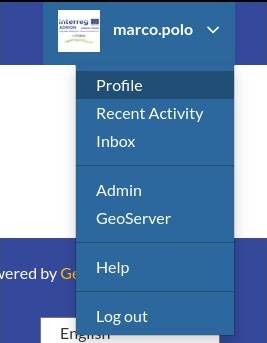 Interreg
ADRION
marco.polo
Profile
Recent Activity
Inbox
Admin
GeoServer
Help
wered by Ge
Log out
English